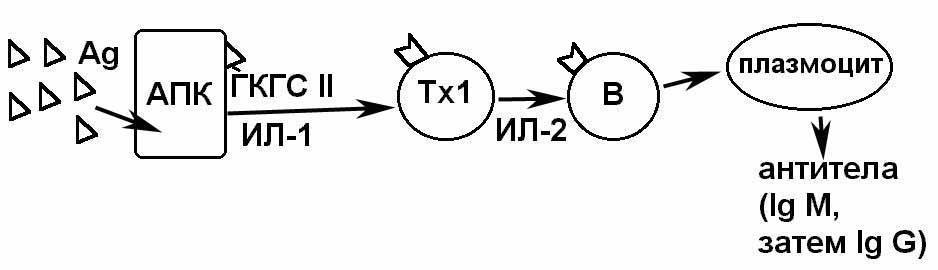 Ag
АПК
ГКГС II
ИЛ-1
Тх1
ИЛ-2
В
плазмоцит
антитела
(Ig M,
затем Ig G)